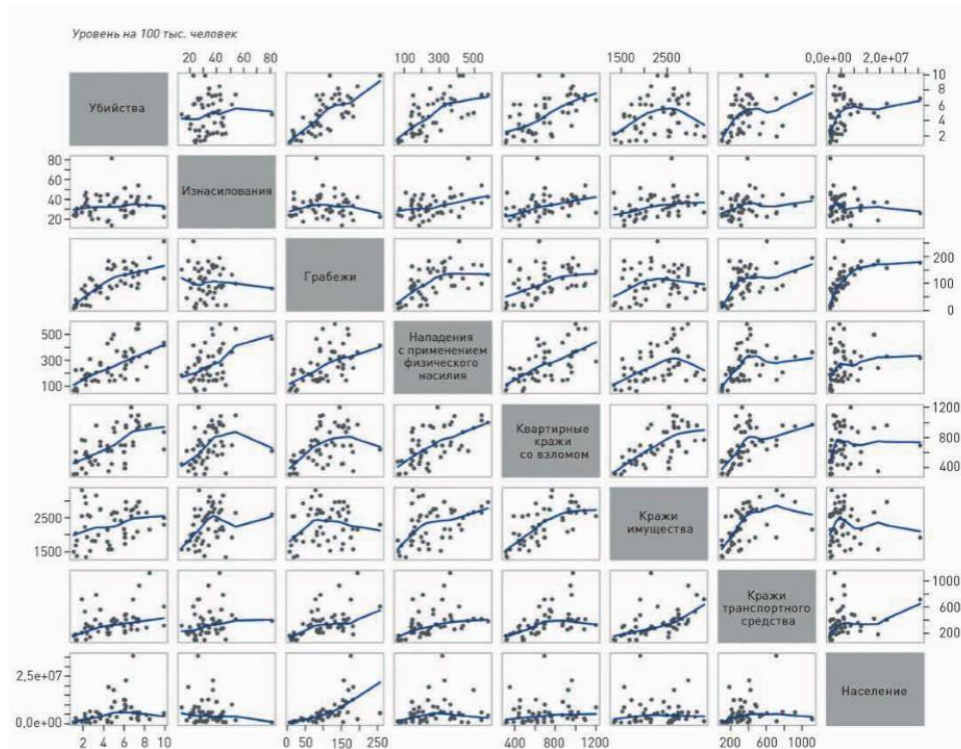 Уровень на 100 тыс. человек
20 40 60 80
100 300 500
1500 2500
0,0e+00 2,0e+07
Убийства
10
8
6
4
2
80
60
40
20
Изнасилования
Грабежи
200
100
50
0
500
300
100
Нападения
с применением
физического
насилия
Квартирные
кражи
со взломом
1200
800
400
2500
1500
Кражи
имущества
Кражи
транспортного
средства
1000
600
200
2,5e+07
0,0e+00
Население
2 4 6 8 10
0 50 150 250
400 800 1200
200 600 1000